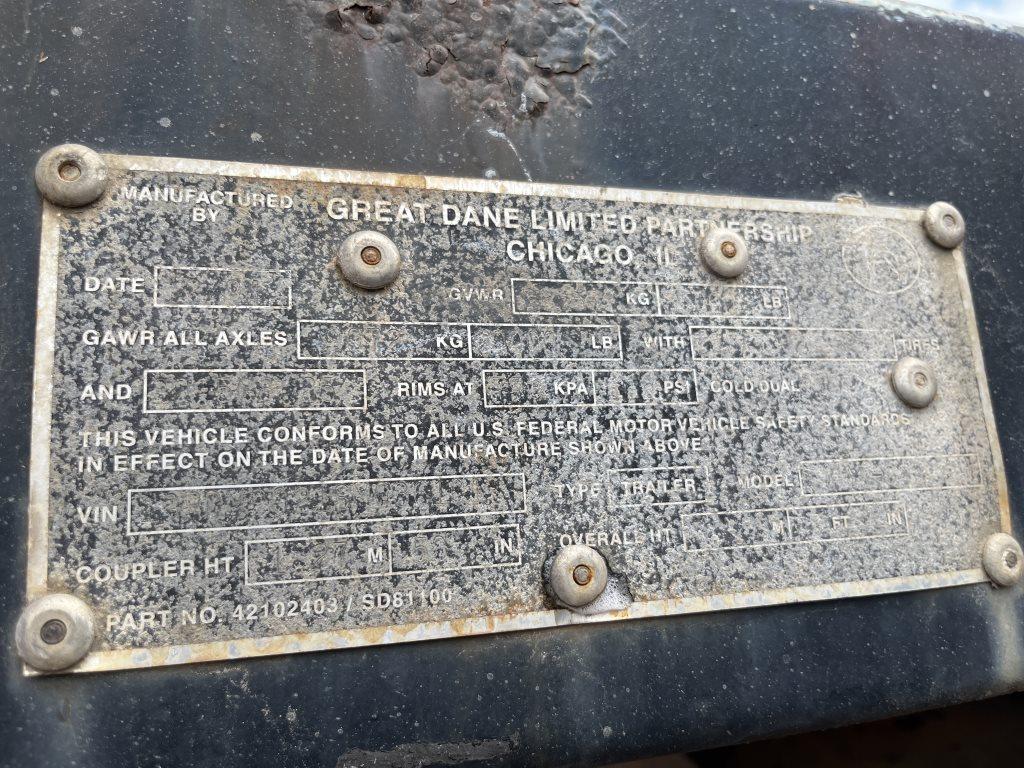 MANUFACTURED BY GREAT DANE LIMITED PARTNERSHIP
CHICAGO IL
DATE GVWR KG LB
GAWR ALL AXLES KG LB WITH TIRES
AND RIMS AT KPA PSI COLD DUAL
THIS VEHICLE CONFORMS TO ALL U.S. FEDERAL MOTOR VEHICLE SAFETY STANDARDS
IN EFFECT ON THE DATE OF MANUFACTURE SHOWN ABOVE
VIN TYPE TRAILER MODEL
COUPLER HT M IN OVERALL HT M FT IN
PART NO. 42102403 / SD81100